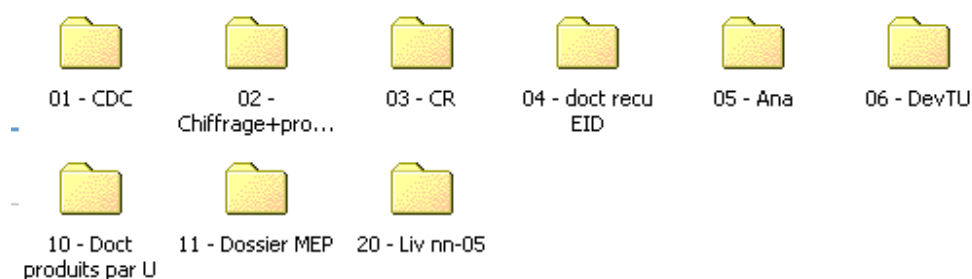 01 - CDC
02 -
Chiffrage+pro...
03 - CR
04 - doct recu
EID
05 - Ana
06 - DevTU
10 - Doct
produits par U
11 - Dossier MEP
20 - Liv nn-05